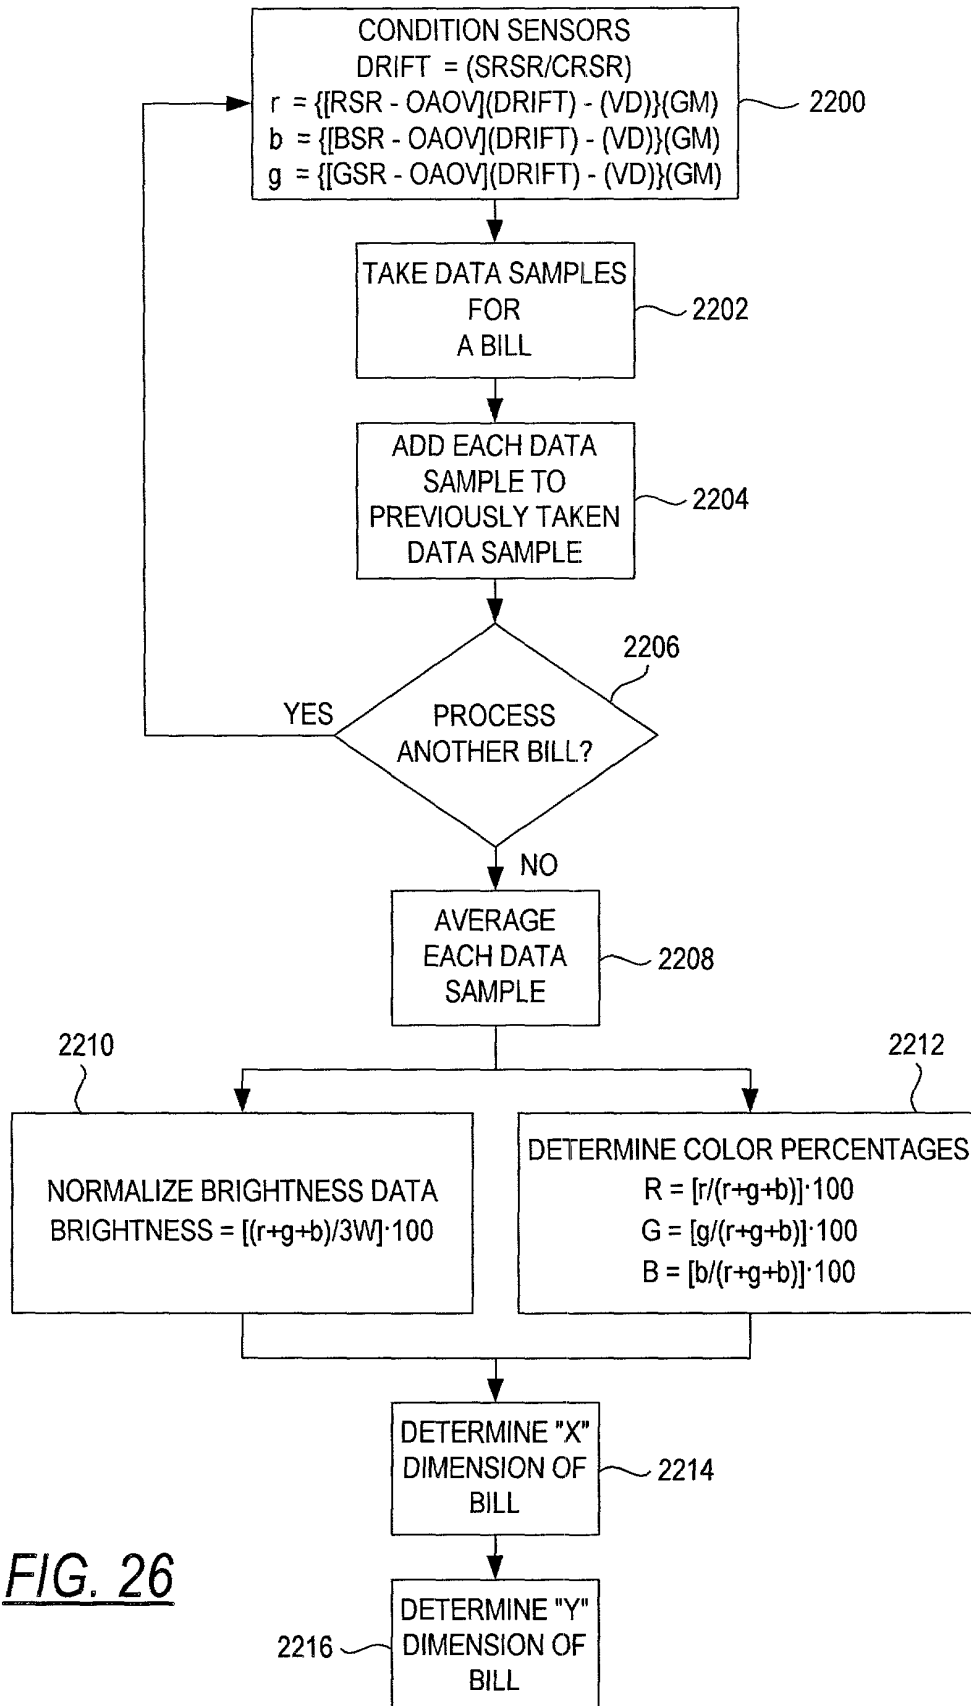 CONDITION SENSORS
DRIFT = (SRSR/CRSR)
r = {[RSR - OAOV](DRIFT) - (VD)}(GM)
b = {[BSR - OAOV](DRIFT) - (VD)}(GM)
g = {[GSR - OAOV](DRIFT) - (VD)}(GM)
2200
TAKE DATA SAMPLES
FOR
A BILL
2202
ADD EACH DATA
SAMPLE TO
PREVIOUSLY TAKEN
DATA SAMPLE
2204
2206
YES
PROCESS
ANOTHER BILL?
NO
AVERAGE
EACH DATA
SAMPLE
2208
2210
2212
NORMALIZE BRIGHTNESS DATA
BRIGHTNESS = [(r+g+b)/3W]·100
DETERMINE COLOR PERCENTAGES
R = [r/(r+g+b)]·100
G = [g/(r+g+b)]·100
B = [b/(r+g+b)]·100
DETERMINE "X"
DIMENSION OF
BILL
2214
DETERMINE "Y"
DIMENSION OF
BILL
2216
FIG. 26